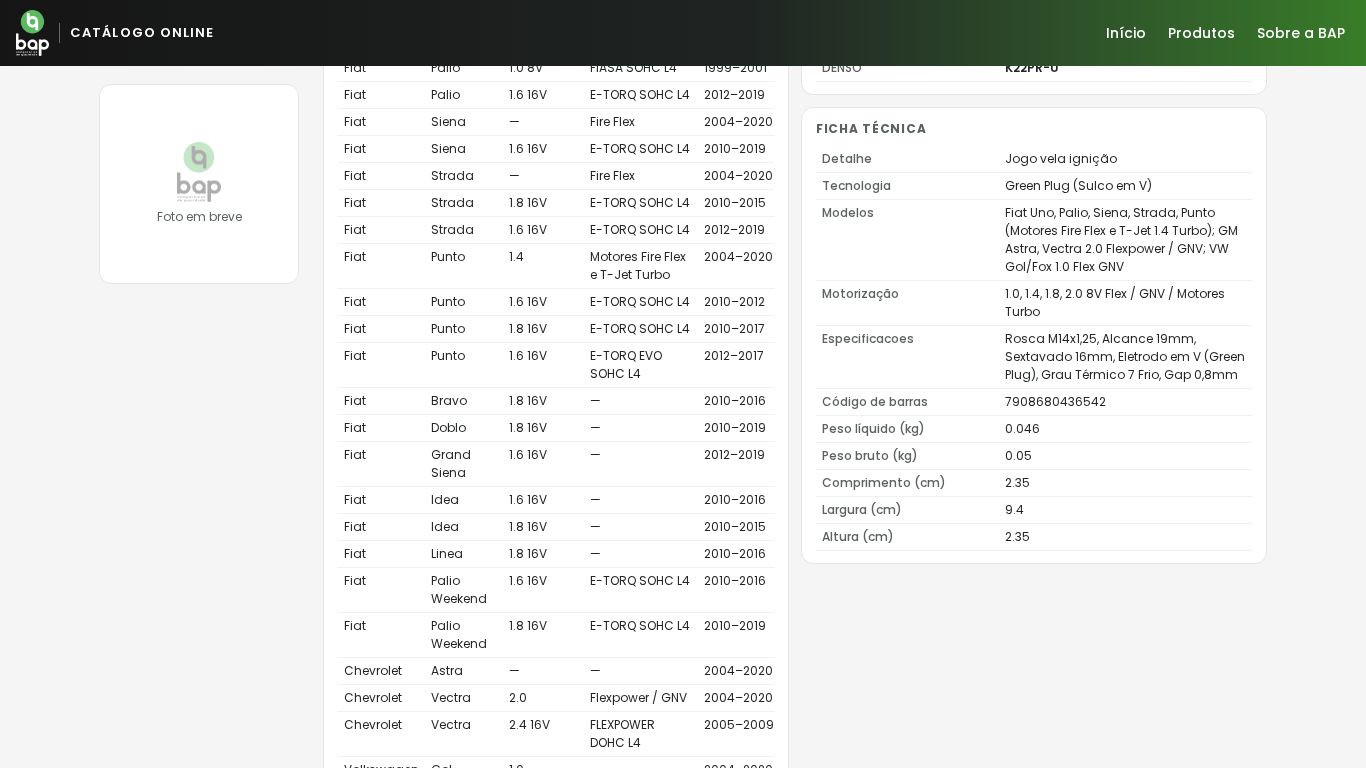 bap
CATÁLOGO ONLINE
Início
Produtos
Sobre a BAP
bap
Foto em breve
Fiat Palio 1.0 8V FIASA SOHC L4 1999–2001
Fiat Palio 1.6 16V E-TORQ SOHC L4 2012–2019
Fiat Siena — Fire Flex 2004–2020
Fiat Siena 1.6 16V E-TORQ SOHC L4 2010–2019
Fiat Strada — Fire Flex 2004–2020
Fiat Strada 1.8 16V E-TORQ SOHC L4 2010–2015
Fiat Strada 1.6 16V E-TORQ SOHC L4 2012–2019
Fiat Punto 1.4 Motores Fire Flex 2004–2020
e T-Jet Turbo
Fiat Punto 1.6 16V E-TORQ SOHC L4 2010–2012
Fiat Punto 1.8 16V E-TORQ SOHC L4 2010–2017
Fiat Punto 1.6 16V E-TORQ EVO 2012–2017
SOHC L4
Fiat Bravo 1.8 16V — 2010–2016
Fiat Doblo 1.8 16V — 2010–2019
Fiat Grand 1.6 16V — 2012–2019
Siena
Fiat Idea 1.6 16V — 2010–2016
Fiat Idea 1.8 16V — 2010–2015
Fiat Linea 1.8 16V — 2010–2016
Fiat Palio 1.6 16V E-TORQ SOHC L4 2010–2016
Weekend
Fiat Palio 1.8 16V E-TORQ SOHC L4 2010–2019
Weekend
Chevrolet Astra — — 2004–2020
Chevrolet Vectra 2.0 Flexpower / GNV 2004–2020
Chevrolet Vectra 2.4 16V FLEXPOWER 2005–2009
DOHC L4
Volkswagen Gol
DENSO K22PR-U
FICHA TÉCNICA
Detalhe Jogo vela ignição
Tecnologia Green Plug (Sulco em V)
Modelos Fiat Uno, Palio, Siena, Strada, Punto
(Motores Fire Flex e T-Jet 1.4 Turbo); GM
Astra, Vectra 2.0 Flexpower / GNV; VW
Gol/Fox 1.0 Flex GNV
Motorização 1.0, 1.4, 1.8, 2.0 8V Flex / GNV / Motores
Turbo
Especificacoes Rosca M14x1,25, Alcance 19mm,
Sextavado 16mm, Eletrodo em V (Green
Plug), Grau Térmico 7 Frio, Gap 0,8mm
Código de barras 7908680436542
Peso líquido (kg) 0.046
Peso bruto (kg) 0.05
Comprimento (cm) 2.35
Largura (cm) 9.4
Altura (cm) 2.35